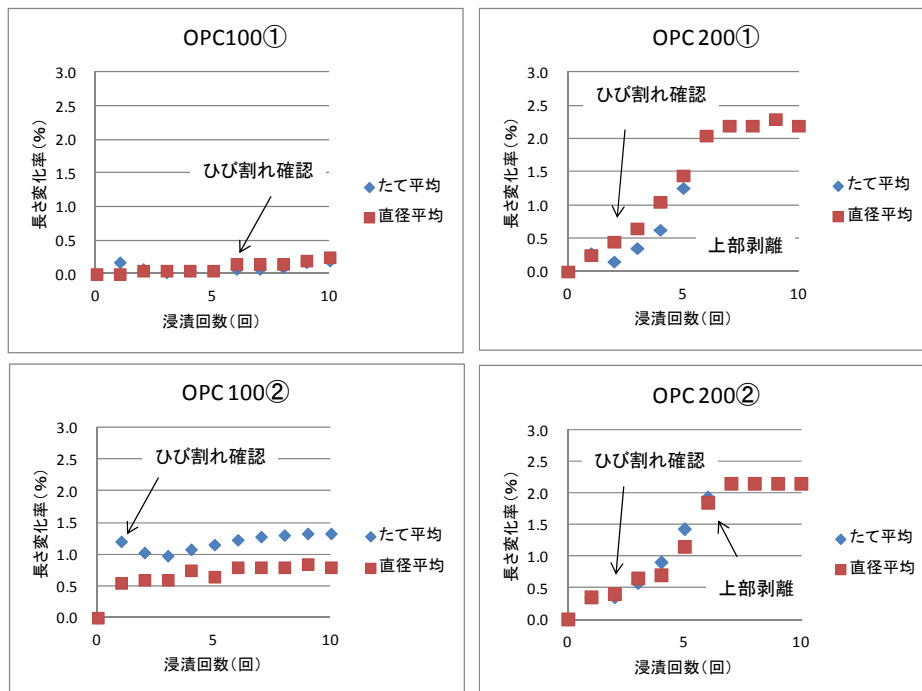 OPC100①
3.0
2.5
2.0
1.5
1.0
0.5
0.0
長さ変化率(%)
ひび割れ確認
たて平均
直径平均
0
5
10
浸漬回数(回)
OPC 200①
3.0
2.5
2.0
1.5
1.0
0.5
0.0
長さ変化率(%)
ひび割れ確認
上部剥離
たて平均
直径平均
0
5
10
浸漬回数(回)
OPC 100②
3.0
2.5
2.0
1.5
1.0
0.5
0.0
長さ変化率(%)
ひび割れ確認
たて平均
直径平均
0
5
10
浸漬回数(回)
OPC 200②
3.0
2.5
2.0
1.5
1.0
0.5
0.0
長さ変化率(%)
ひび割れ確認
上部剥離
たて平均
直径平均
0
5
10
浸漬回数(回)